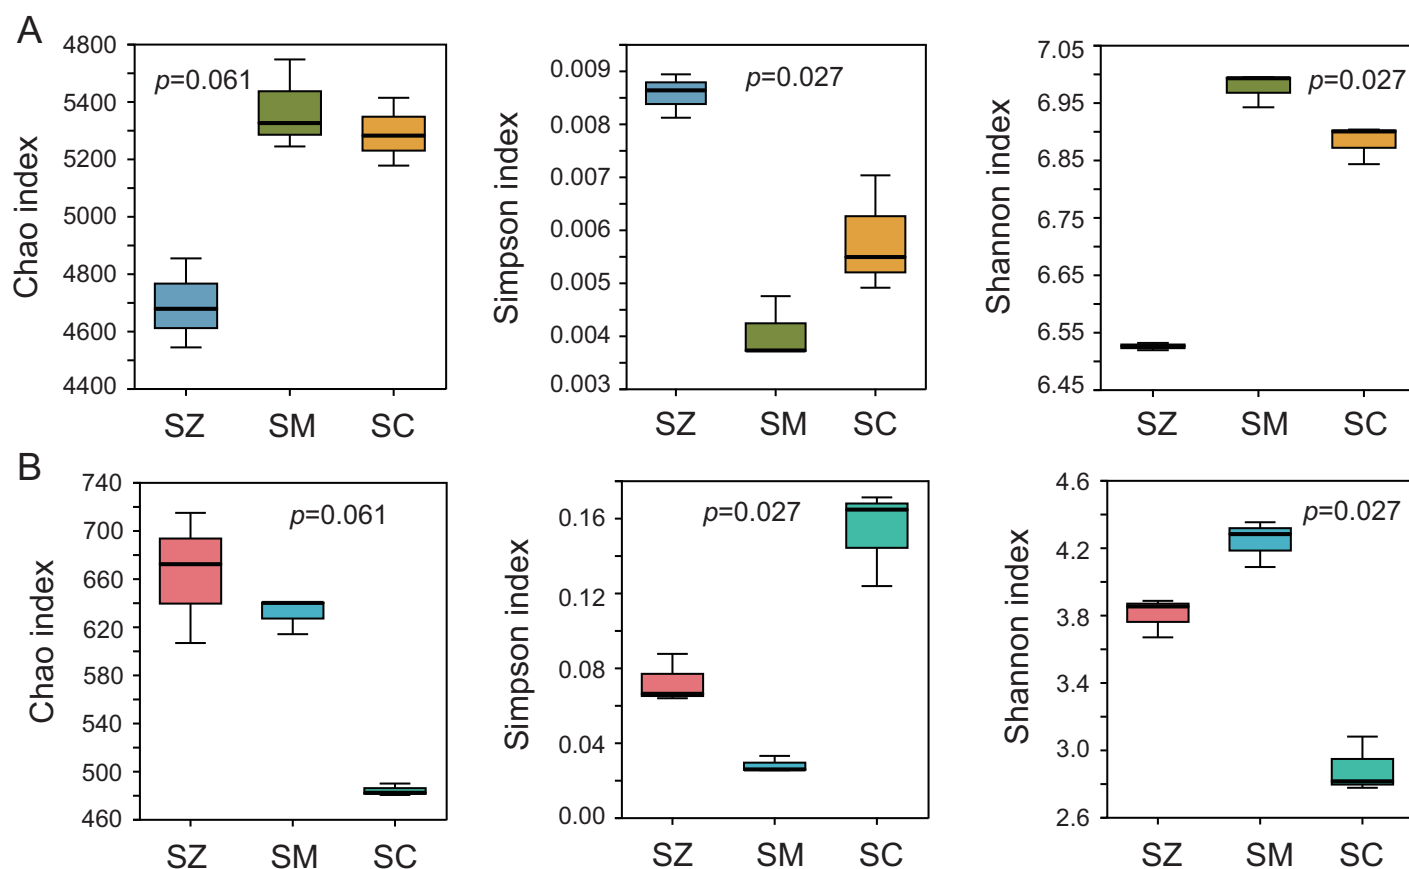 A
Chao index
4800
5400
5200
5000
4800
4600
4400
p=0.061
SZ
SM
SC
Simpson index
0.009
0.008
0.007
0.006
0.005
0.004
0.003
p=0.027
SZ
SM
SC
Shannon index
7.05
6.95
6.85
6.75
6.65
6.55
6.45
p=0.027
SZ
SM
SC
B
Chao index
740
700
660
620
580
540
500
460
p=0.061
SZ
SM
SC
Simpson index
0.16
0.12
0.08
0.04
0.00
p=0.027
SZ
SM
SC
Shannon index
4.6
4.2
3.8
3.4
3.0
2.6
p=0.027
SZ
SM
SC